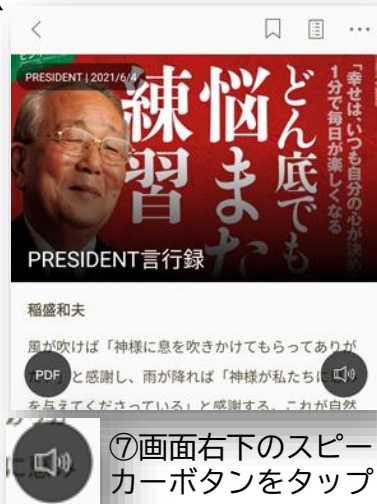 PRESIDENT | 2021/6/4
「幸せは、いつも自分の心が決め
1分で毎日が楽しくなる
どん底でも
悩また
練習
PRESIDENT言行録
稲盛和夫
風が吹けば「神様に息を吹きかけてもらってありが
と感謝し、雨が降れば「神様が私たちに
PDF
を与えてくださっている」と感謝する。これが自然
に恵み
⑦画面右下のスピー
カーボタンをタップ